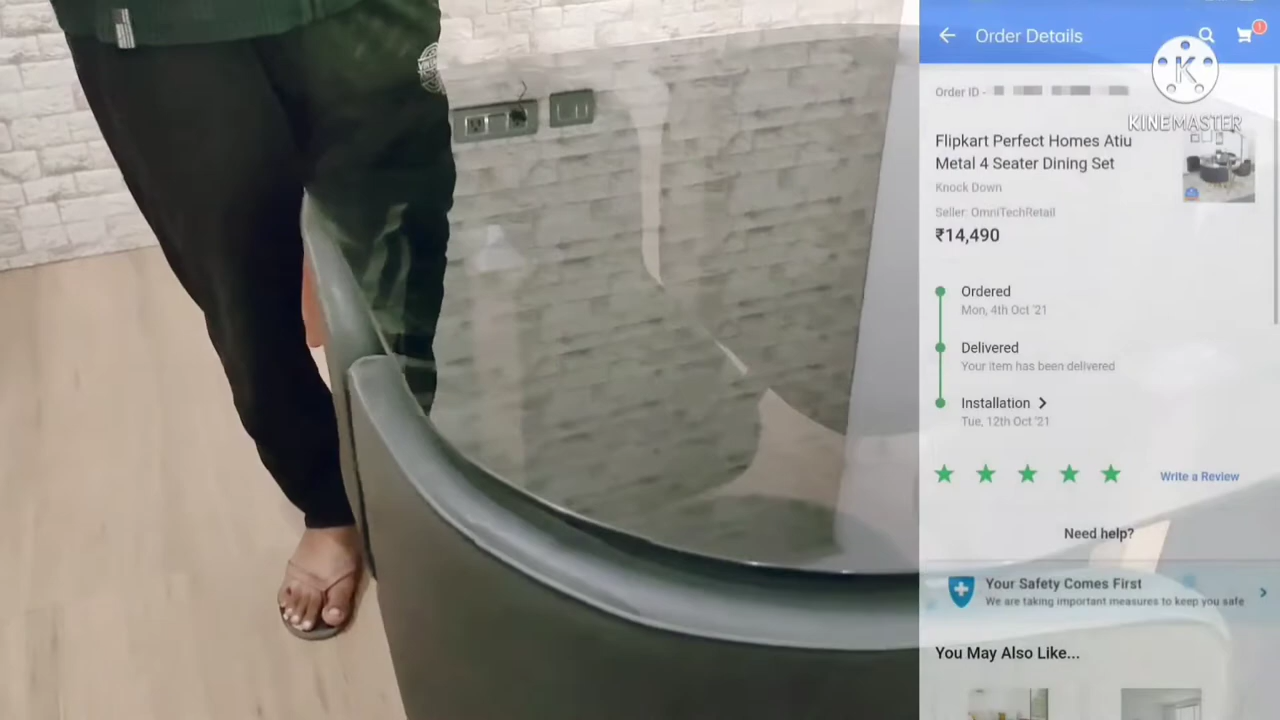 Order Details
Order ID -
KINEMASTER
Flipkart Perfect Homes Atiu
Metal 4 Seater Dining Set
Knock Down
Seller: OmniTechRetail
₹14,490
Ordered
Mon, 4th Oct '21
Delivered
Your item has been delivered
Installation
Tue, 12th Oct '21
Write a Review
Need help?
Your Safety Comes First
We are taking important measures to keep you safe
You May Also Like...